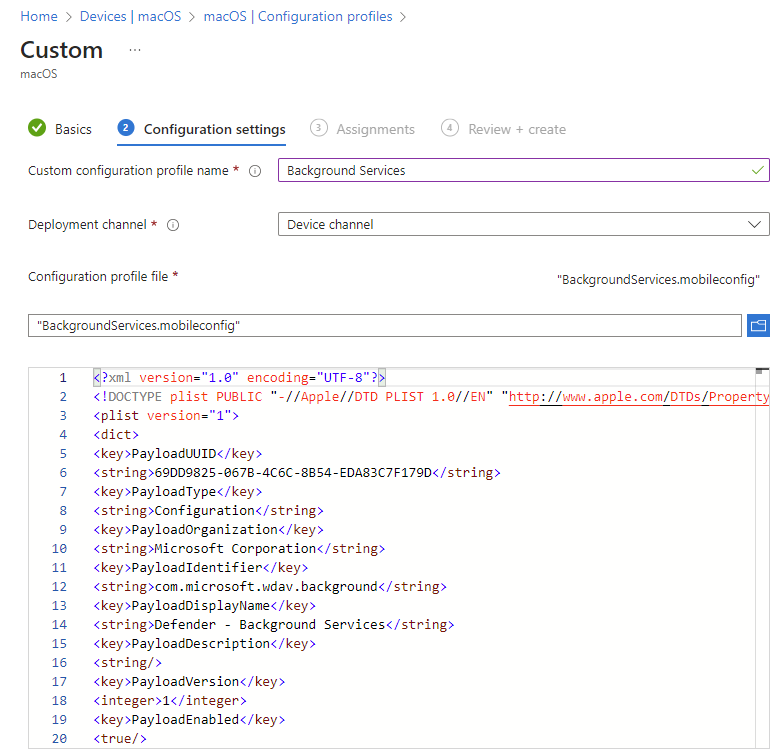 Home > Devices | macOS > macOS | Configuration profiles >
Custom ...
macOS
Basics 2 Configuration settings 3 Assignments 4 Review + create
Custom configuration profile name * Background Services
Deployment channel * Device channel
Configuration profile file * "BackgroundServices.mobileconfig"
"BackgroundServices.mobileconfig"
1 <?xml version="1.0" encoding="UTF-8"?>
2 <!DOCTYPE plist PUBLIC "-//Apple//DTD PLIST 1.0//EN" "http://www.apple.com/DTDs/Property
3 <plist version="1">
4 <dict>
5 <key>PayloadUUID</key>
6 <string>69DD9825-067B-4C6C-8B54-EDA83C7F179D</string>
7 <key>PayloadType</key>
8 <string>Configuration</string>
9 <key>PayloadOrganization</key>
10 <string>Microsoft Corporation</string>
11 <key>PayloadIdentifier</key>
12 <string>com.microsoft.wdav.background</string>
13 <key>PayloadDisplayName</key>
14 <string>Defender - Background Services</string>
15 <key>PayloadDescription</key>
16 <string/>
17 <key>PayloadVersion</key>
18 <integer>1</integer>
19 <key>PayloadEnabled</key>
20 <true/>